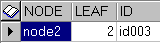 NODE LEAF ID
node2 2 id003